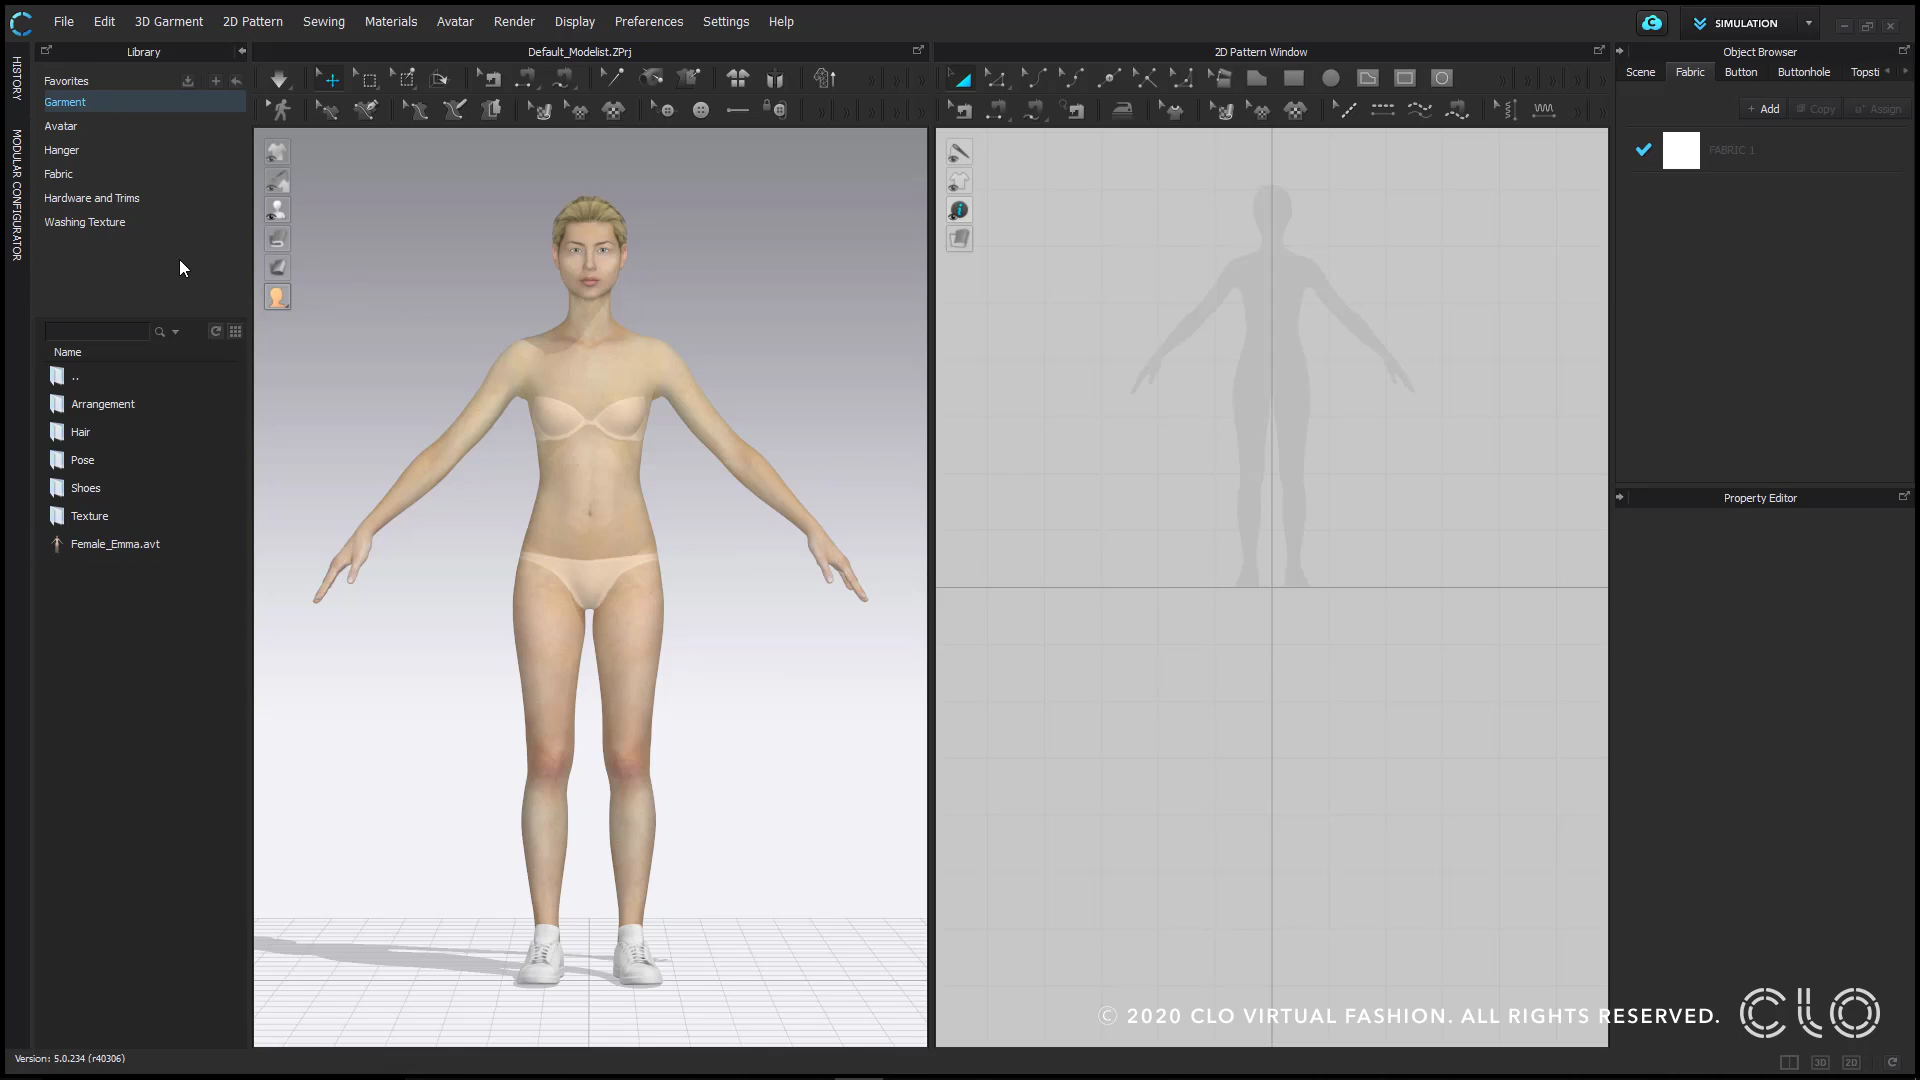 File Edit 3D Garment 2D Pattern Sewing Materials Avatar Render Display Preferences Settings Help
SIMULATION
Library
Default_Modelist.ZPrj
2D Pattern Window
Object Browser
HISTORY
MODULAR CONFIGURATOR
Favorites
Garment
Avatar
Hanger
Fabric
Hardware and Trims
Washing Texture
Name
..
Arrangement
Hair
Pose
Shoes
Texture
Female_Emma.avt
Scene Fabric Button Buttonhole Topsti
+ Add Copy Assign
FABRIC 1
Property Editor
© 2020 CLO VIRTUAL FASHION. ALL RIGHTS RESERVED.
CLO
Version: 5.0.234 (r40306)
3D 2D